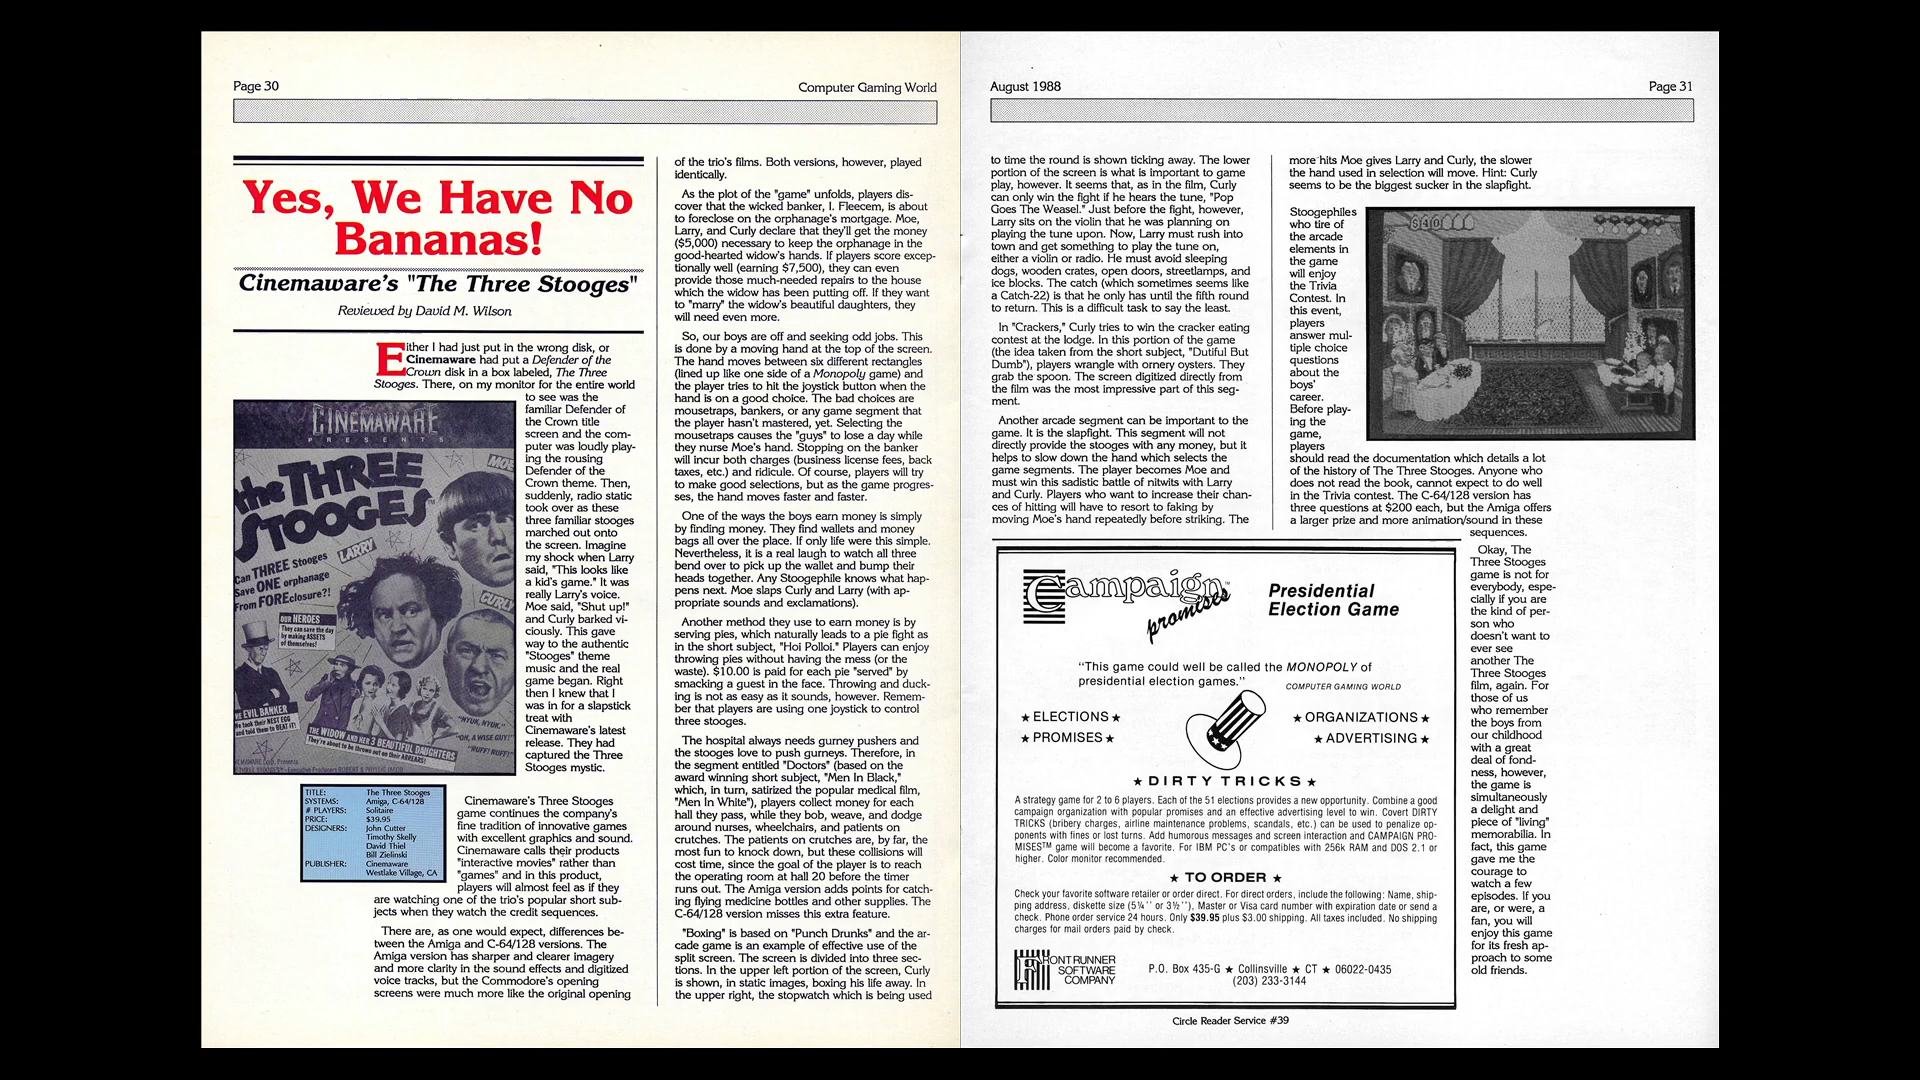 Page 30
Computer Gaming World
Yes, We Have No
Bananas!
Cinemaware's "The Three Stooges"
Reviewed by David M. Wilson
Either I had just put in the wrong disk, or
Cinemaware had put a Defender of the
Crown disk in a box labeled, The Three
Stooges. There, on my monitor for the entire world
to see was the
familiar Defender of
the Crown title
screen and the com-
puter was loudly play-
ing the rousing
Defender of the
Crown theme. Then,
suddenly, radio static
took over as these
three familiar stooges
marched out onto
the screen. Imagine
my shock when Larry
said, "This looks like
a kid's game." It was
really Larry's voice.
Moe said, "Shut up!"
and Curly barked vi-
ciously. This gave
way to the authentic
"Stooges" theme
music and the real
game began. Right
then I knew that I
was in for a slapstick
treat with
Cinemaware's latest
release. They had
captured the Three
Stooges mystic.
CINEMAWARE
PRESENTS
the THREE
STOOGES
MOE
LARRY
CURLY
Can THREE Stooges
Save ONE orphanage
From FOREclosure?!
OUR HEROES
They can save the day
by making ASSETS
of themselves!
THE EVIL BANKER
He took their NEST EGG
and told them to BEAT IT!
THE WIDOW AND HER 3 BEAUTIFUL DAUGHTERS
They're about to be thrown out on their ARREARS!
"NYUK, NYUK,"
"OH, A WISE GUY!"
"RUFF! RUFF!"
TITLE: The Three Stooges
SYSTEMS: Amiga, C-64/128
# PLAYERS: Solitaire
PRICE: $39.95
DESIGNERS: John Cutter
Timothy Skelly
David Thiel
Bill Zielinski
PUBLISHER: Cinemaware
Westlake Village, CA
Cinemaware's Three Stooges
game continues the company's
fine tradition of innovative games
with excellent graphics and sound.
Cinemaware calls their products
"interactive movies" rather than
"games" and in this product,
players will almost feel as if they
are watching one of the trio's popular short sub-
jects when they watch the credit sequences.
There are, as one would expect, differences be-
tween the Amiga and C-64/128 versions. The
Amiga version has sharper and clearer imagery
and more clarity in the sound effects and digitized
voice tracks, but the Commodore's opening
screens were much more like the original opening
of the trio's films. Both versions, however, played
identically.
As the plot of the "game" unfolds, players dis-
cover that the wicked banker, I. Fleecem, is about
to foreclose on the orphanage's mortgage. Moe,
Larry, and Curly declare that they'll get the money
($5,000) necessary to keep the orphanage in the
good-hearted widow's hands. If players score excep-
tionally well (earning $7,500), they can even
provide those much-needed repairs to the house
which the widow has been putting off. If they want
to "marry" the widow's beautiful daughters, they
will need even more.
So, our boys are off and seeking odd jobs. This
is done by a moving hand at the top of the screen.
The hand moves between six different rectangles
(lined up like one side of a Monopoly game) and
the player tries to hit the joystick button when the
hand is on a good choice. The bad choices are
mousetraps, bankers, or any game segment that
the player hasn't mastered, yet. Selecting the
mousetraps causes the "guys" to lose a day while
they nurse Moe's hand. Stopping on the banker
will incur both charges (business license fees, back
taxes, etc.) and ridicule. Of course, players will try
to make good selections, but as the game progres-
ses, the hand moves faster and faster.
One of the ways the boys earn money is simply
by finding money. They find wallets and money
bags all over the place. If only life were this simple.
Nevertheless, it is a real laugh to watch all three
bend over to pick up the wallet and bump their
heads together. Any Stoogephile knows what hap-
pens next. Moe slaps Curly and Larry (with ap-
propriate sounds and exclamations).
Another method they use to earn money is by
serving pies, which naturally leads to a pie fight as
in the short subject, "Hoi Polloi." Players can enjoy
throwing pies without having the mess (or the
waste). $10.00 is paid for each pie "served" by
smacking a guest in the face. Throwing and duck-
ing is not as easy as it sounds, however. Remem-
ber that players are using one joystick to control
three stooges.
The hospital always needs gurney pushers and
the stooges love to push gurneys. Therefore, in
the segment entitled "Doctors" (based on the
award winning short subject, "Men In Black,"
which, in turn, satirized the popular medical film,
"Men In White"), players collect money for each
hall they pass, while they bob, weave, and dodge
around nurses, wheelchairs, and patients on
crutches. The patients on crutches are, by far, the
most fun to knock down, but these collisions will
cost time, since the goal of the player is to reach
the operating room at hall 20 before the timer
runs out. The Amiga version adds points for catch-
ing flying medicine bottles and other supplies. The
C-64/128 version misses this extra feature.
"Boxing" is based on "Punch Drunks" and the ar-
cade game is an example of effective use of the
split screen. The screen is divided into three sec-
tions. In the upper left portion of the screen, Curly
is shown, in static images, boxing his life away. In
the upper right, the stopwatch which is being used
August 1988
Page 31
to time the round is shown ticking away. The lower
portion of the screen is what is important to game
play, however. It seems that, as in the film, Curly
can only win the fight if he hears the tune, "Pop
Goes The Weasel." Just before the fight, however,
Larry sits on the violin that he was planning on
playing the tune upon. Now, Larry must rush into
town and get something to play the tune on,
either a violin or radio. He must avoid sleeping
dogs, wooden crates, open doors, streetlamps, and
ice blocks. The catch (which sometimes seems like
a Catch-22) is that he only has until the fifth round
to return. This is a difficult task to say the least.
In "Crackers," Curly tries to win the cracker eating
contest at the lodge. In this portion of the game
(the idea taken from the short subject, "Dutiful But
Dumb"), players wrangle with ornery oysters. They
grab the spoon. The screen digitized directly from
the film was the most impressive part of this seg-
ment.
Another arcade segment can be important to the
game. It is the slapfight. This segment will not
directly provide the stooges with any money, but it
helps to slow down the hand which selects the
game segments. The player becomes Moe and
must win this sadistic battle of nitwits with Larry
and Curly. Players who want to increase their chan-
ces of hitting will have to resort to faking by
moving Moe's hand repeatedly before striking. The
more hits Moe gives Larry and Curly, the slower
the hand used in selection will move. Hint: Curly
seems to be the biggest sucker in the slapfight.
Stoogephiles
who tire of
the arcade
elements in
the game
will enjoy
the Trivia
Contest. In
this event,
players
answer mul-
tiple choice
questions
about the
boys'
career.
Before play-
ing the
game,
players
should read the documentation which details a lot
of the history of The Three Stooges. Anyone who
does not read the book, cannot expect to do well
in the Trivia contest. The C-64/128 version has
three questions at $200 each, but the Amiga offers
a larger prize and more animation/sound in these
sequences.
$40
Okay, The
Three Stooges
game is not for
everybody, espe-
cially if you are
the kind of per-
son who
doesn't want to
ever see
another The
Three Stooges
film, again. For
those of us
who remember
the boys from
our childhood
with a great
deal of fond-
ness, however,
the game is
simultaneously
a delight and
piece of "living"
memorabilia. In
fact, this game
gave me the
courage to
watch a few
episodes. If you
are, or were, a
fan, you will
enjoy this game
for its fresh ap-
proach to some
old friends.
Campaign promises™
Presidential
Election Game
"This game could well be called the MONOPOLY of
presidential election games."
COMPUTER GAMING WORLD
★ ELECTIONS ★
★ PROMISES ★
★ ORGANIZATIONS ★
★ ADVERTISING ★
★ DIRTY TRICKS ★
A strategy game for 2 to 6 players. Each of the 51 elections provides a new opportunity. Combine a good
campaign organization with popular promises and an effective advertising level to win. Covert DIRTY
TRICKS (bribery charges, airline maintenance problems, scandals, etc.) can be used to penalize op-
ponents with fines or lost turns. Add humorous messages and screen interaction and CAMPAIGN PRO-
MISES™ game will become a favorite. For IBM PC's or compatibles with 256k RAM and DOS 2.1 or
higher. Color monitor recommended.
★ TO ORDER ★
Check your favorite software retailer or order direct. For direct orders, include the following: Name, ship-
ping address, diskette size (5¼'' or 3½''), Master or Visa card number with expiration date or send a
check. Phone order service 24 hours. Only $39.95 plus $3.00 shipping. All taxes included. No shipping
charges for mail orders paid by check.
FRONTRUNNER
SOFTWARE
COMPANY
P.O. Box 435-G ★ Collinsville ★ CT ★ 06022-0435
(203) 233-3144
Circle Reader Service #39